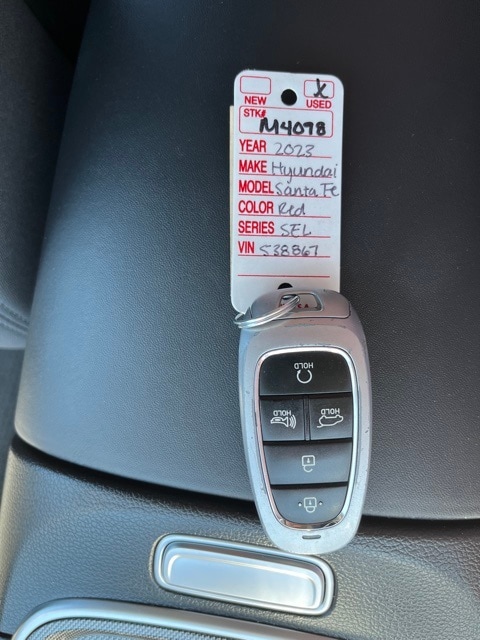 X
NEW USED
STK# M4078
YEAR 2023
MAKE Hyundai
MODEL Santa Fe
COLOR Red
SERIES SEL
VIN 538867
HOLD
HOLD HOLD